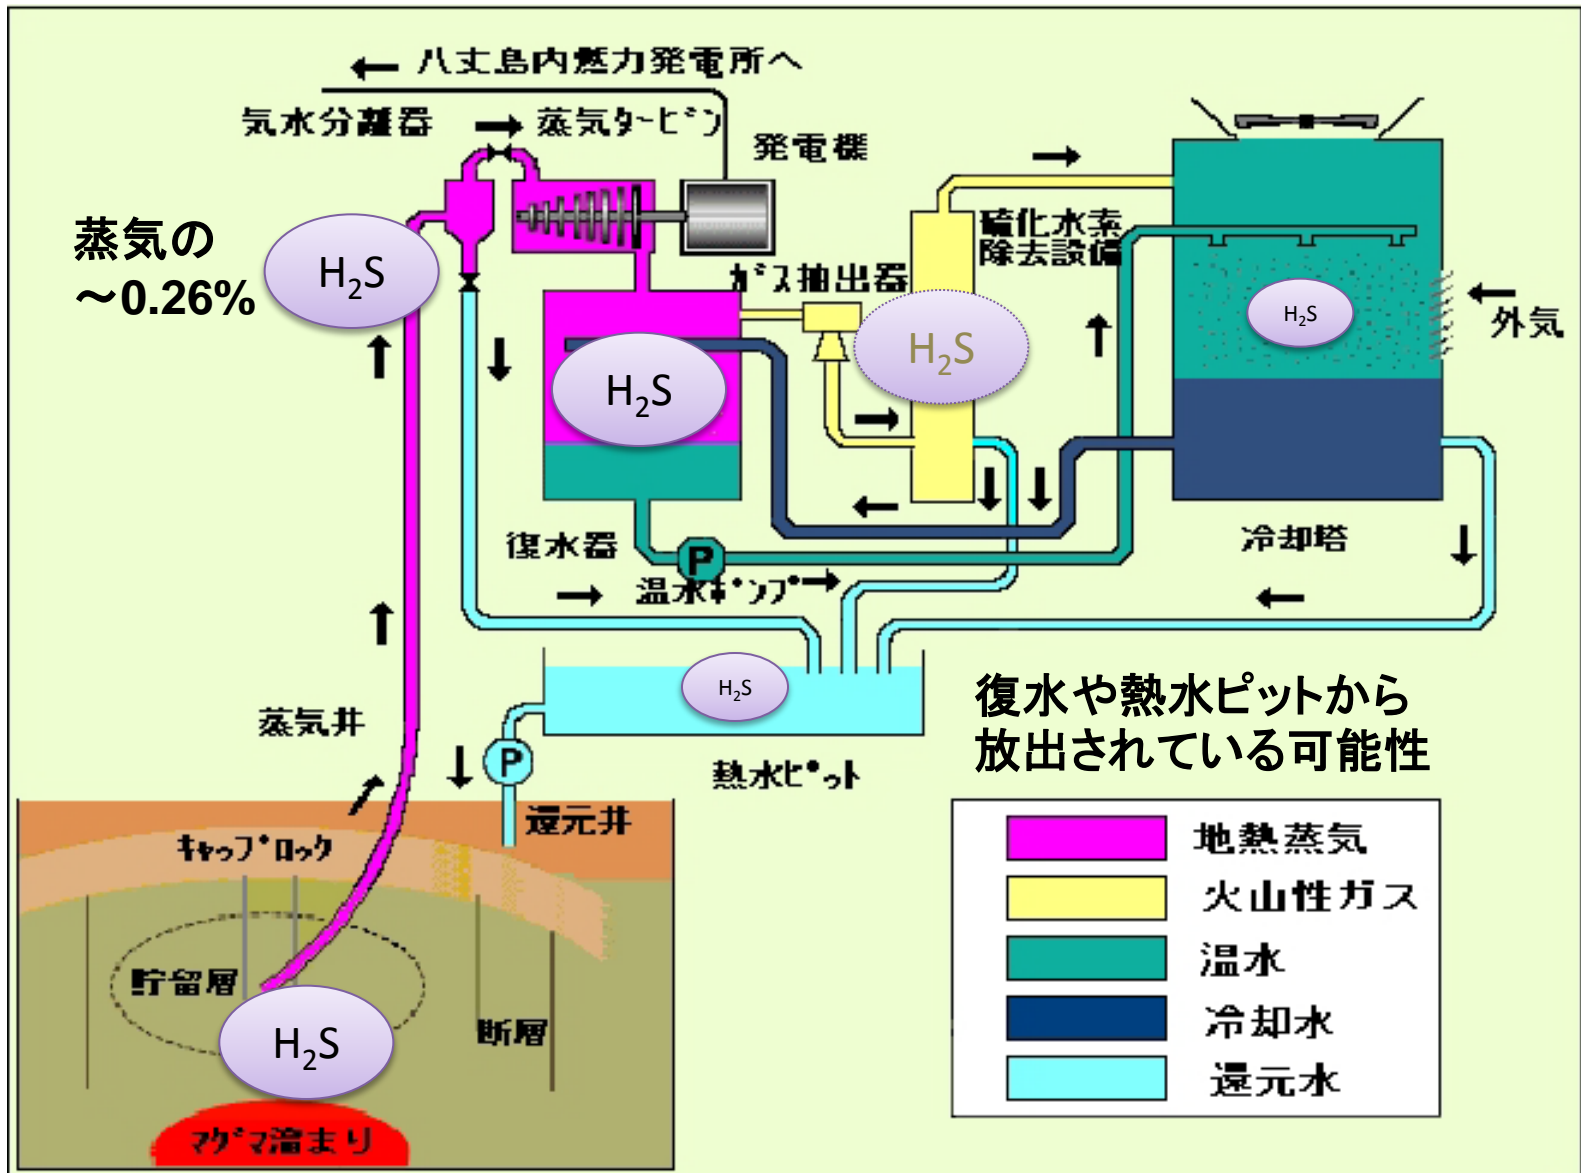 八丈島内燃力発電所へ
気水分離器
蒸気タービン
発電機
蒸気の
～0.26%
H₂S
硫化水素
除去設備
ガス抽出器
H₂S
H₂S
H₂S
外気
復水器
P
温水ポンプ
冷却塔
H₂S
復水や熱水ピットから
放出されている可能性
蒸気井
P
熱水ピット
還元井
キャップロック
貯留層
断層
H₂S
マグマ溜まり
地熱蒸気
火山性ガス
温水
冷却水
還元水